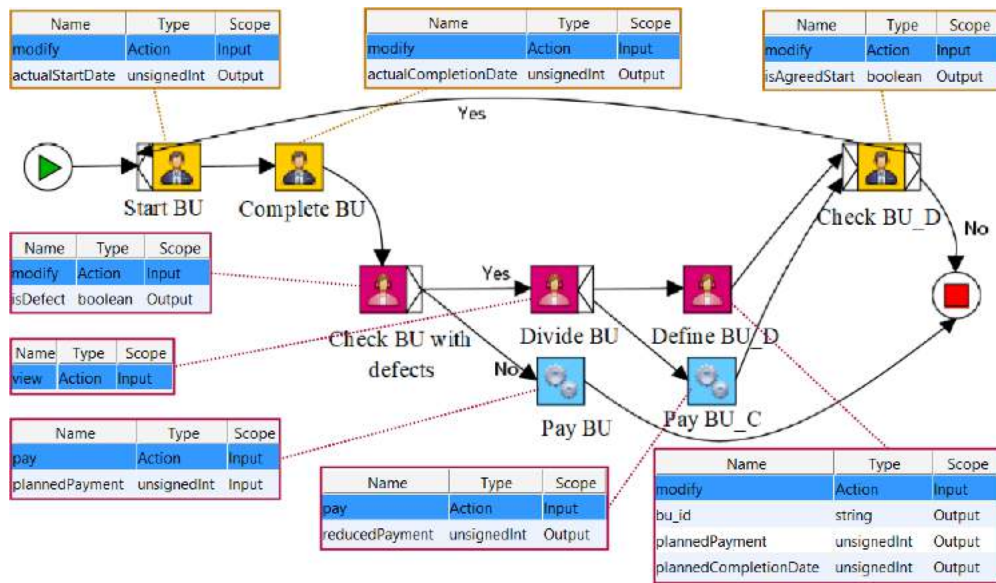 Name Type Scope
modify Action Input
actualStartDate unsignedInt Output
Name Type Scope
modify Action Input
actualCompletionDate unsignedInt Output
Name Type Scope
modify Action Input
isAgreedStart boolean Output
Yes
Start BU
Complete BU
Check BU_D
No
Name Type Scope
modify Action Input
isDefect boolean Output
Yes
Check BU with
defects
Divide BU
Define BU_D
No
Name Type Scope
view Action Input
Pay BU
Pay BU_C
Name Type Scope
pay Action Input
plannedPayment unsignedInt Input
Name Type Scope
pay Action Input
reducedPayment unsignedInt Output
Name Type Scope
modify Action Input
bu_id string Output
plannedPayment unsignedInt Output
plannedCompletionDate unsignedInt Output